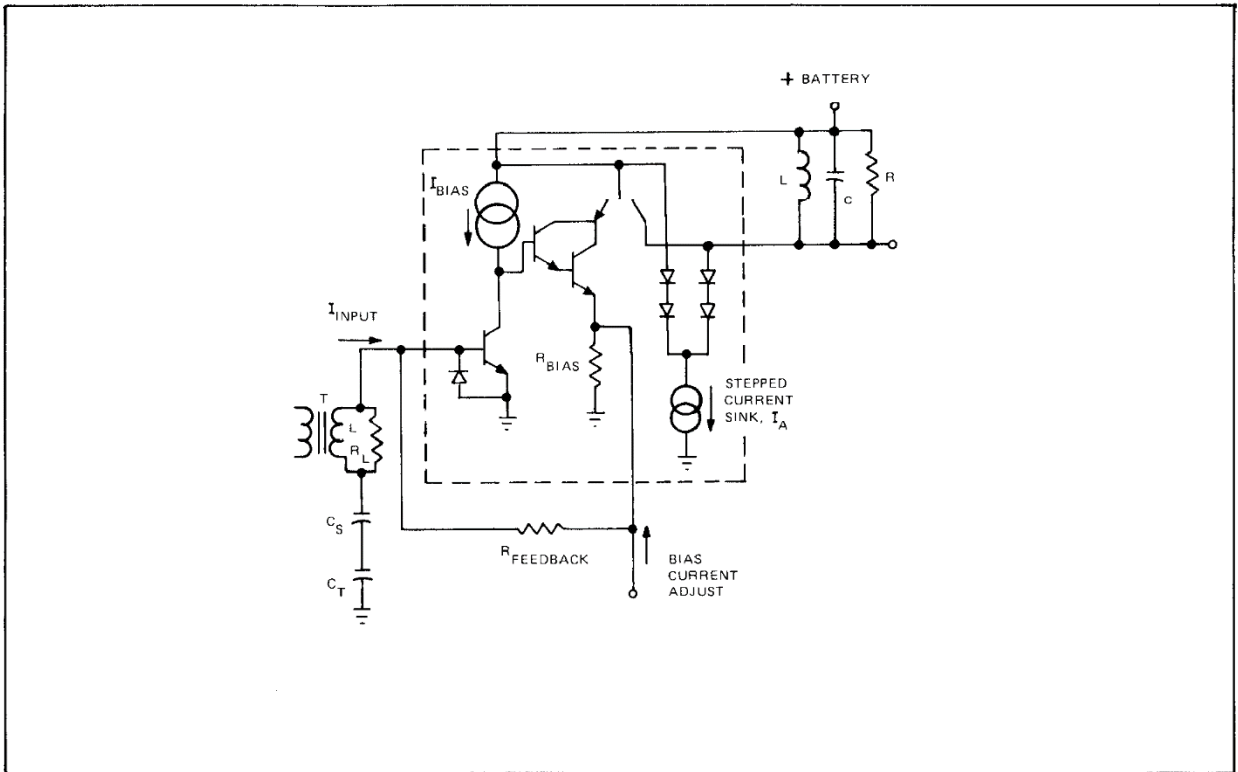 + BATTERY
I BIAS
L
C
R
I INPUT
R BIAS
STEPPED
CURRENT
SINK, I A
T
L
R L
C S
R FEEDBACK
BIAS
CURRENT
ADJUST
C T